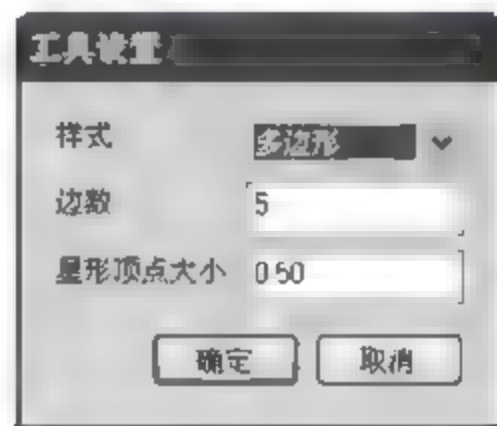 工具设置
样式 多边形
边数 5
星形顶点大小 0.50
确定 取消